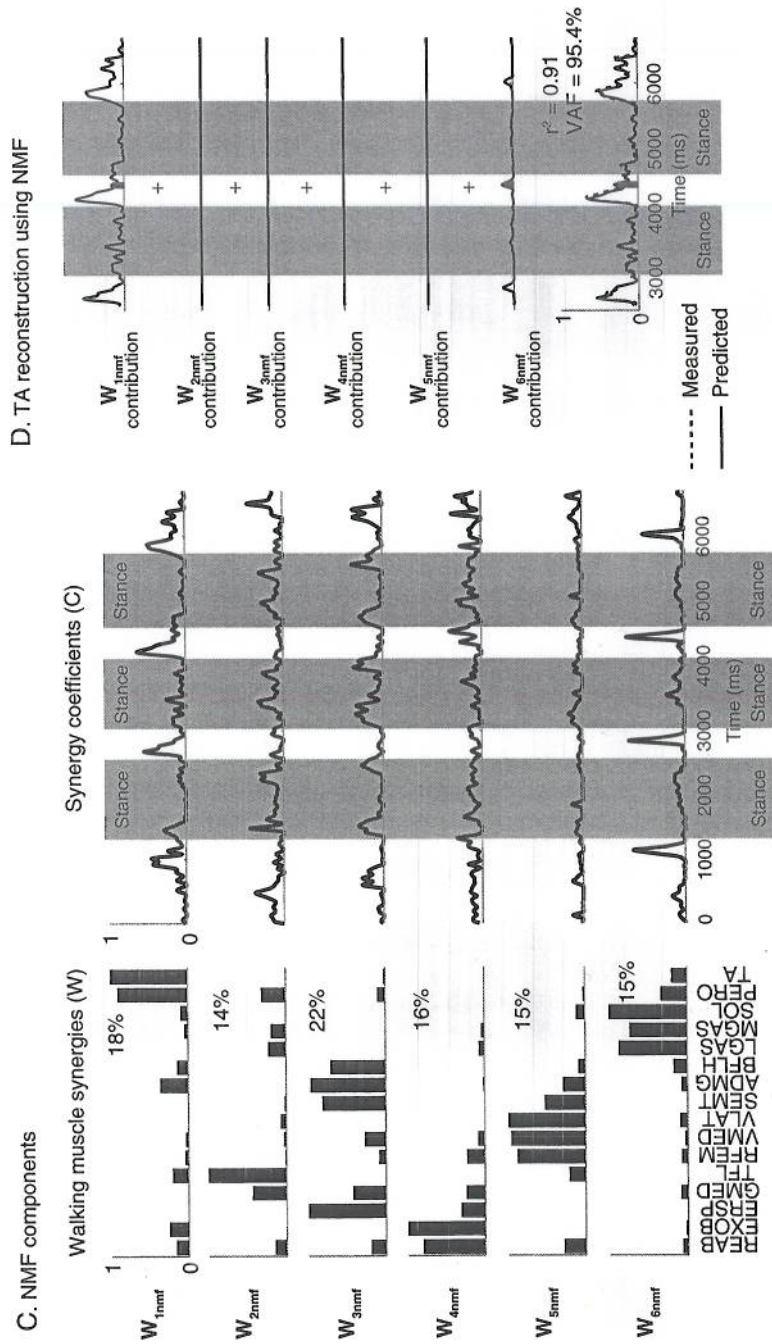 C. NMF components
Walking muscle synergies (W)
Synergy coefficients (C)
W1nmf
1
0
18%
1
0
Stance
Stance
Stance
W2nmf
14%
W3nmf
22%
W4nmf
16%
W5nmf
15%
W6nmf
15%
REAB
EXOB
ERSP
GMED
TFL
RFEM
VMED
VLAT
SEMT
ADMG
BFLH
LGAS
MGAS
SOL
PERO
TA
0
1000
2000
3000
4000
5000
6000
Time (ms)
Stance
Stance
Stance
D. TA reconstruction using NMF
W1nmf
contribution
+
W2nmf
contribution
+
W3nmf
contribution
+
W4nmf
contribution
+
W5nmf
contribution
+
W6nmf
contribution
r² = 0.91
VAF = 95.4%
1
0
3000
4000
5000
6000
Time (ms)
Stance
Stance
Measured
Predicted